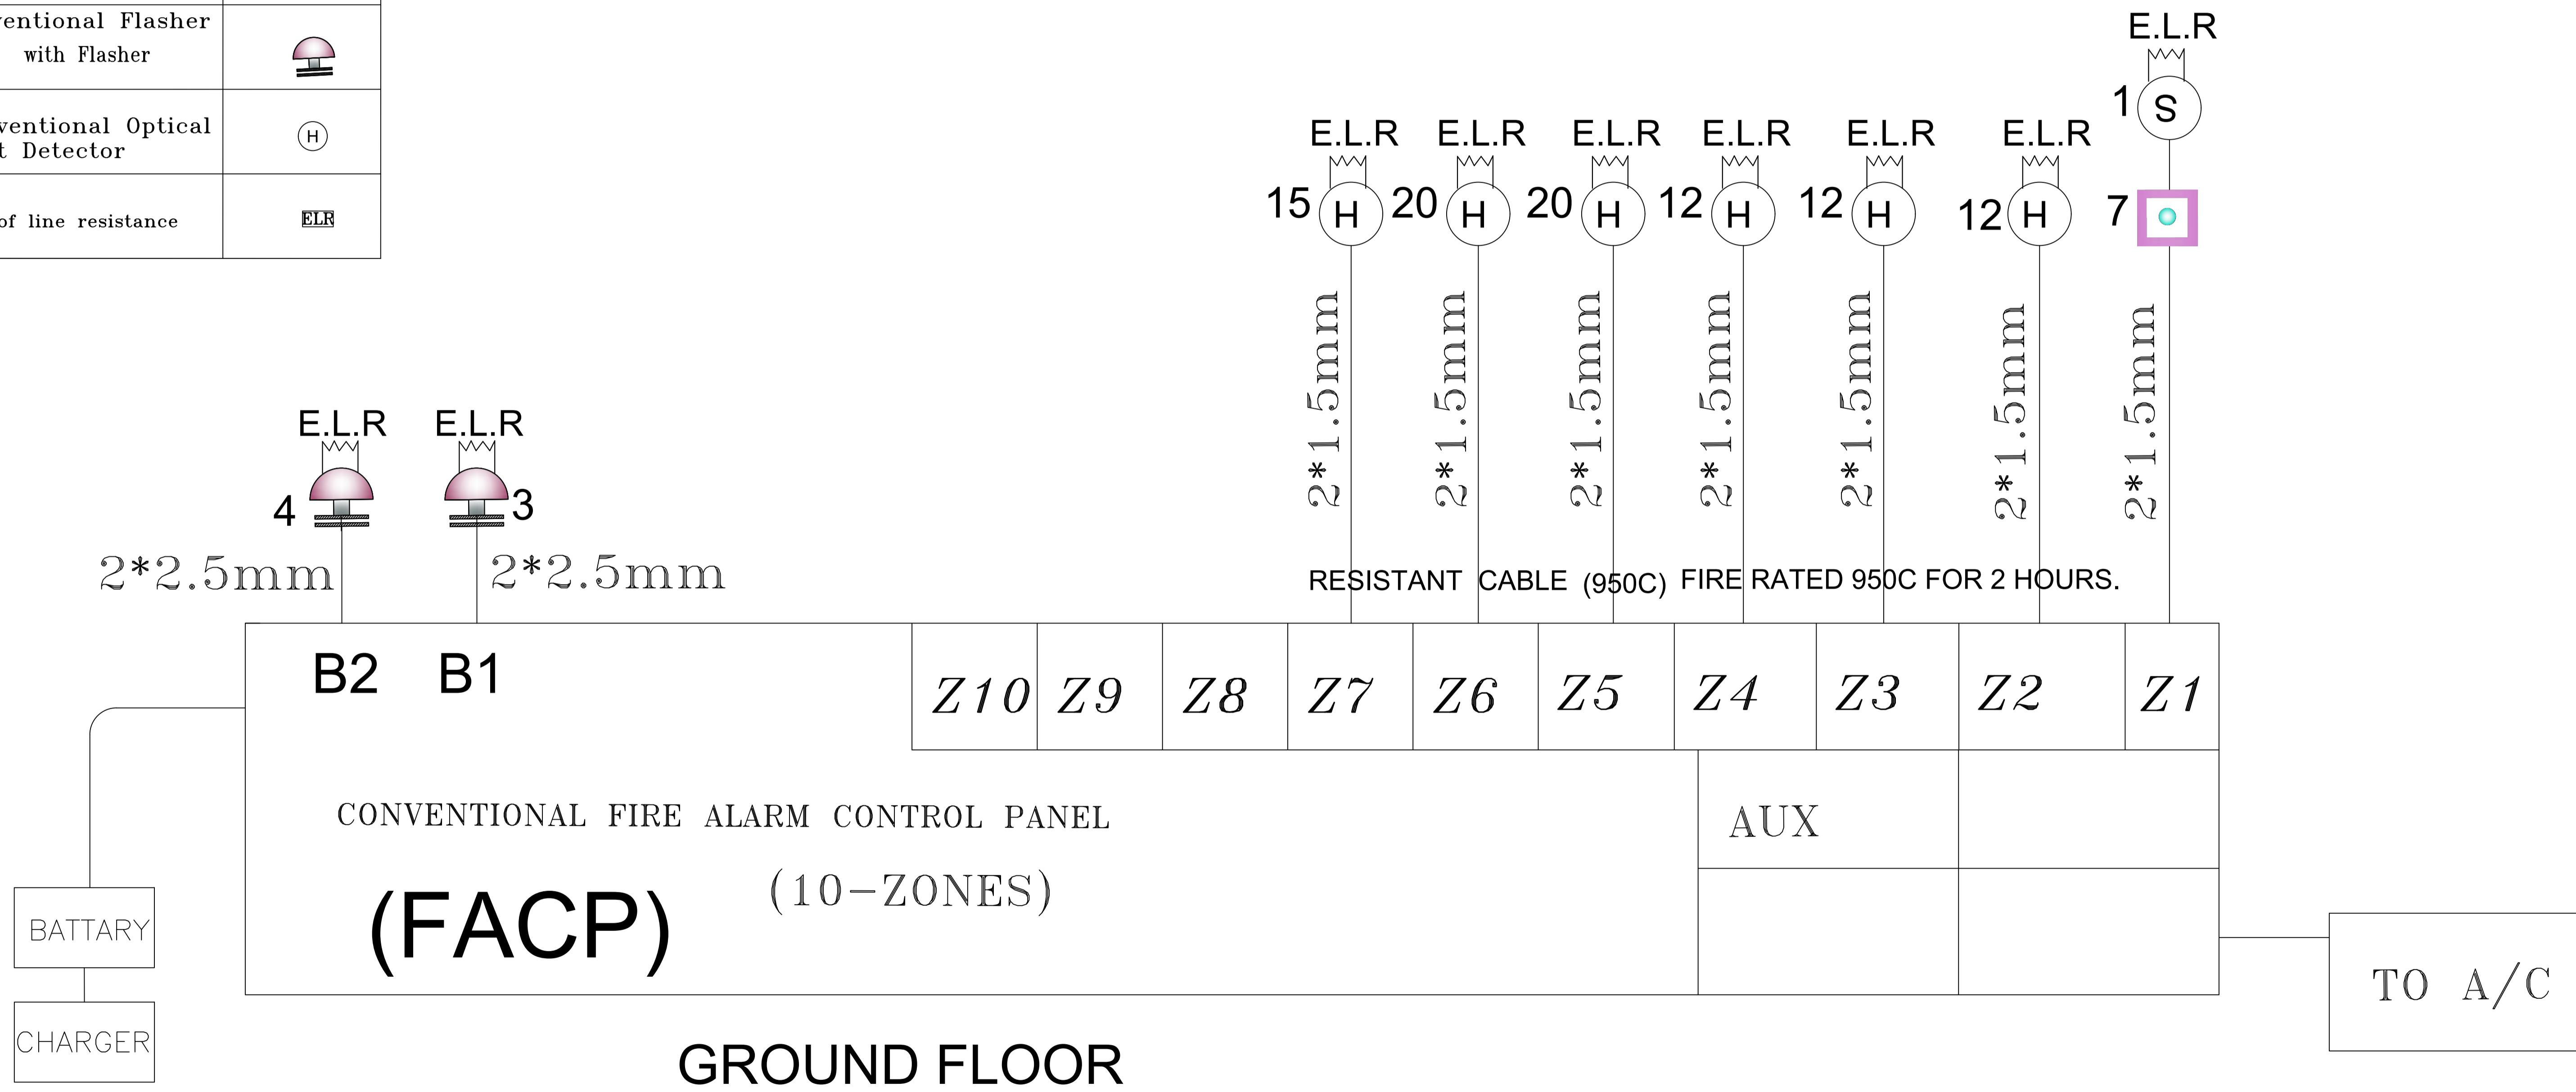 ventional Flasher
with Flasher
ventional Optical
t Detector
H
of line resistance
ELR
E.L.R
1 S
E.L.R E.L.R E.L.R E.L.R E.L.R E.L.R
15 H 20 H 20 H 12 H 12 H 12 H 7
2*1.5mm 2*1.5mm 2*1.5mm 2*1.5mm 2*1.5mm 2*1.5mm 2*1.5mm
E.L.R E.L.R
4 3
2*2.5mm 2*2.5mm
RESISTANT CABLE (950C) FIRE RATED 950C FOR 2 HOURS.
B2 B1
Z10 Z9 Z8 Z7 Z6 Z5 Z4 Z3 Z2 Z1
CONVENTIONAL FIRE ALARM CONTROL PANEL
AUX
(10-ZONES)
(FACP)
BATTARY
CHARGER
TO A/C
GROUND FLOOR